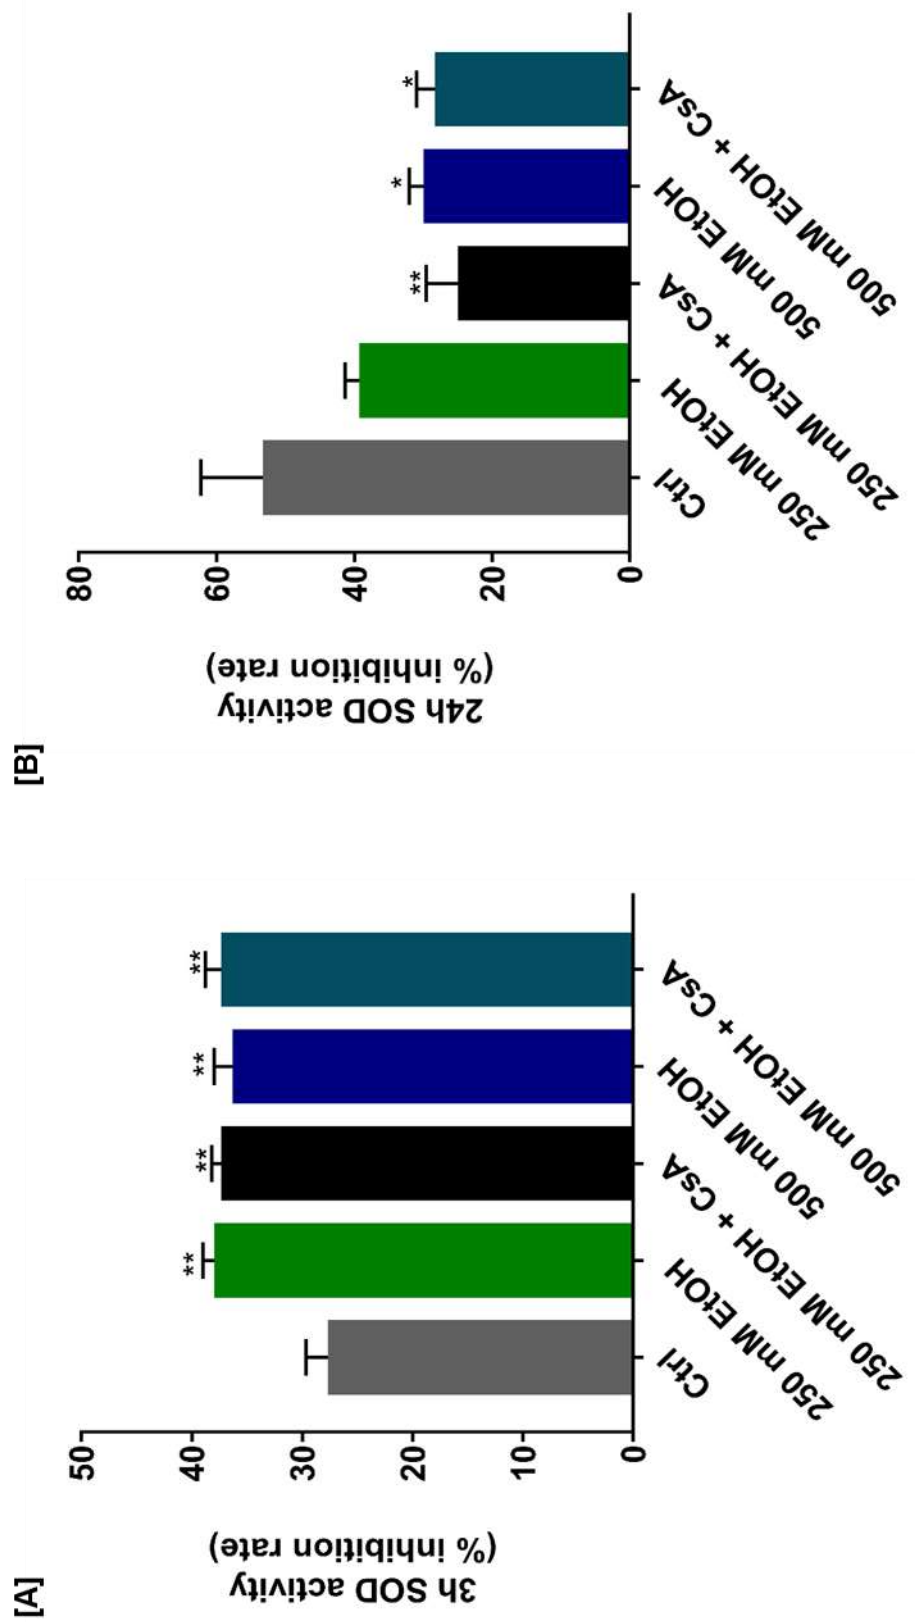 [A]
3h SOD activity
(% inhibition rate)
50
40
30
20
10
0
**
**
**
**
Ctrl
250 mM EtOH
250 mM EtOH + CsA
500 mM EtOH
500 mM EtOH + CsA
[B]
24h SOD activity
(% inhibition rate)
80
60
40
20
0
**
*
*
Ctrl
250 mM EtOH
250 mM EtOH + CsA
500 mM EtOH
500 mM EtOH + CsA